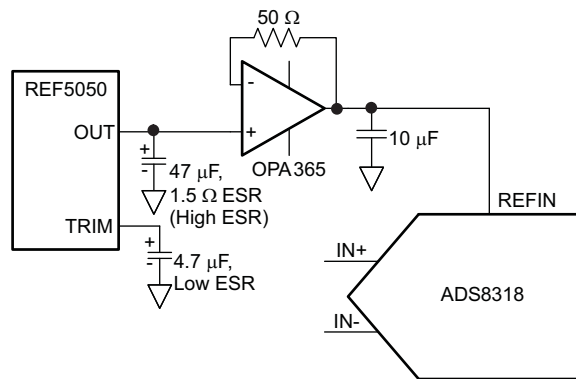 50 Ω
REF5050
OUT
-
+
OPA365
+
-
47 μF,
1.5 Ω ESR
(High ESR)
10 μF
TRIM
+
-
4.7 μF,
Low ESR
REFIN
IN+
ADS8318
IN-